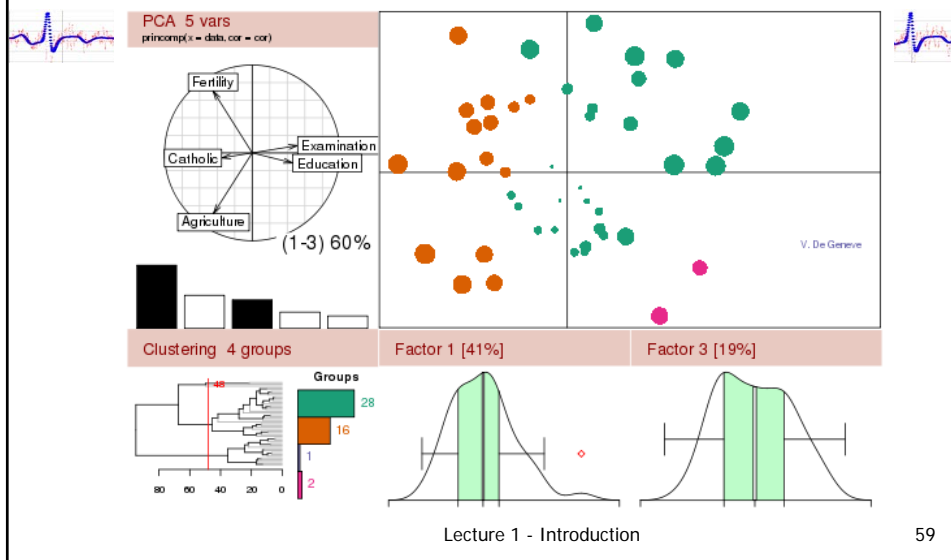 PCA 5 vars
princomp(x = data, cor = cor)
Fertility
Examination
Catholic
Education
Agriculture
(1-3) 60%
V. De Geneve
Clustering 4 groups
Factor 1 [41%]
Factor 3 [19%]
48
Groups
28
16
1
2
80 60 40 20 0
Lecture 1 - Introduction
59